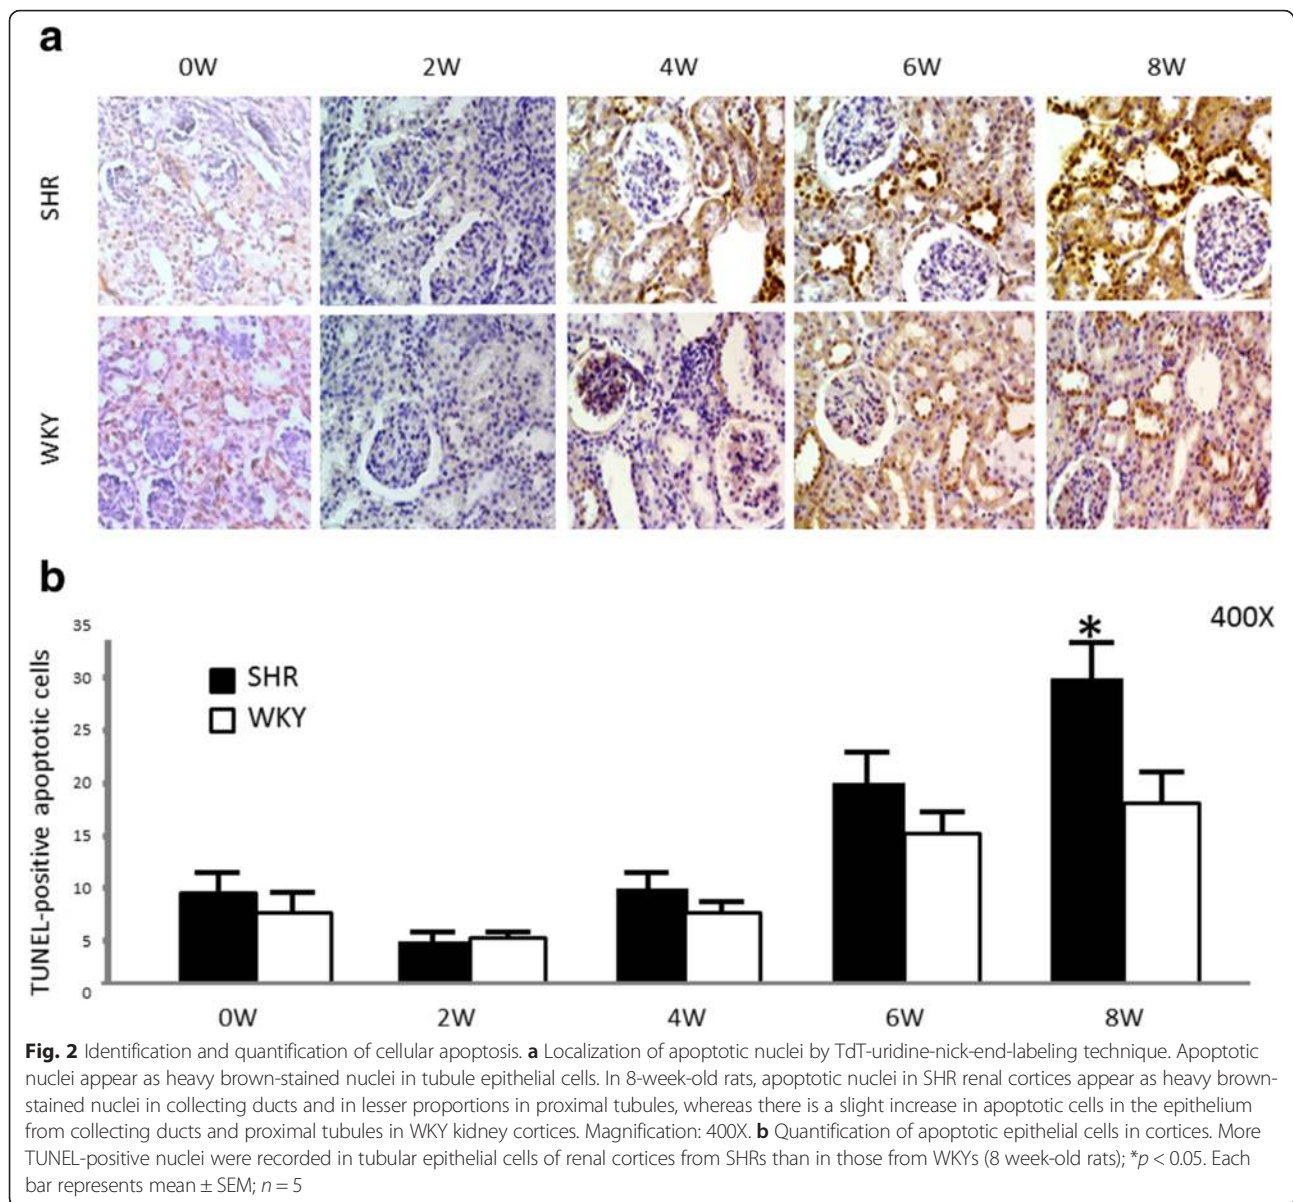 a
0W 2W 4W 6W 8W
SHR
WKY
b
400X
TUNEL-positive apoptotic cells
35
30
25
20
15
10
5
0
SHR
WKY
*
0W 2W 4W 6W 8W
Fig. 2 Identification and quantification of cellular apoptosis. a Localization of apoptotic nuclei by TdT-uridine-nick-end-labeling technique. Apoptotic
nuclei appear as heavy brown-stained nuclei in tubule epithelial cells. In 8-week-old rats, apoptotic nuclei in SHR renal cortices appear as heavy brown-
stained nuclei in collecting ducts and in lesser proportions in proximal tubules, whereas there is a slight increase in apoptotic cells in the epithelium
from collecting ducts and proximal tubules in WKY kidney cortices. Magnification: 400X. b Quantification of apoptotic epithelial cells in cortices. More
TUNEL-positive nuclei were recorded in tubular epithelial cells of renal cortices from SHRs than in those from WKYs (8 week-old rats); *p < 0.05. Each
bar represents mean ± SEM; n = 5